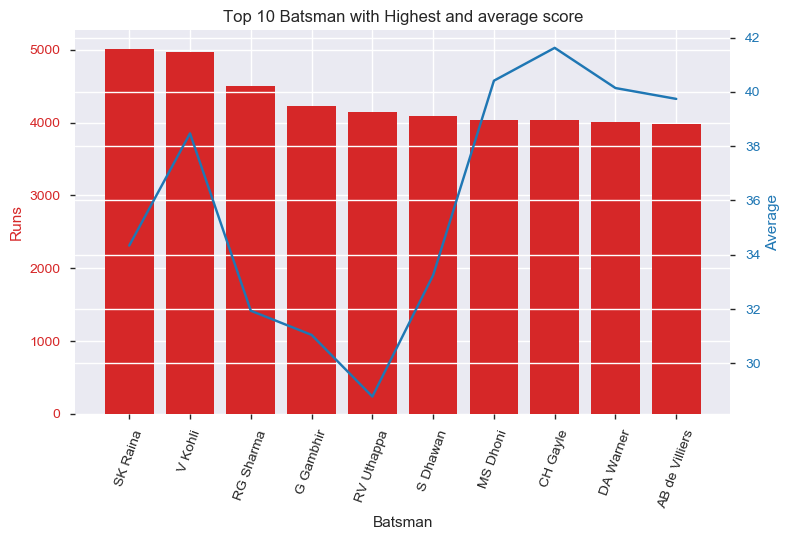 Top 10 Batsman with Highest and average score
5000
4000
3000
2000
1000
0
Runs
42
40
38
36
34
32
30
Average
SK Raina
V Kohli
RG Sharma
G Gambhir
RV Uthappa
S Dhawan
MS Dhoni
CH Gayle
DA Warner
AB de Villiers
Batsman